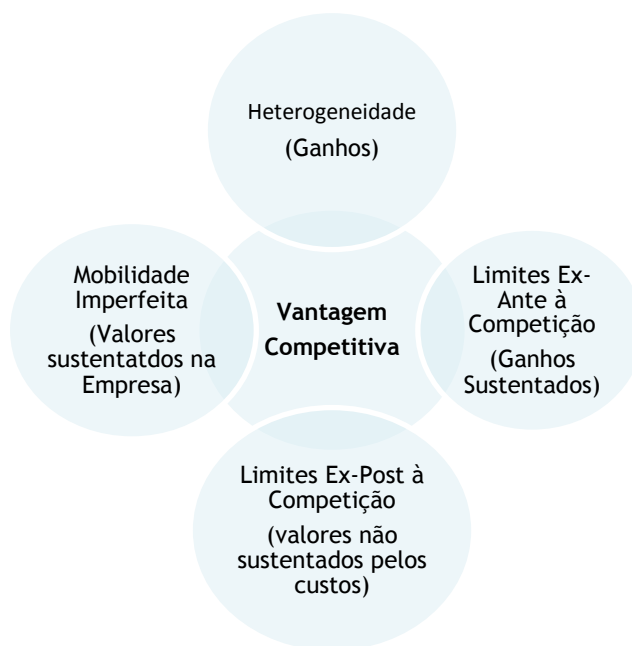 Heterogeneidade
(Ganhos)
Mobilidade
Imperfeita
(Valores
sustentatdos na
Empresa)
Vantagem
Competitiva
Limites Ex-
Ante à
Competição
(Ganhos
Sustentados)
Limites Ex-Post à
Competição
(valores não
sustentados pelos
custos)